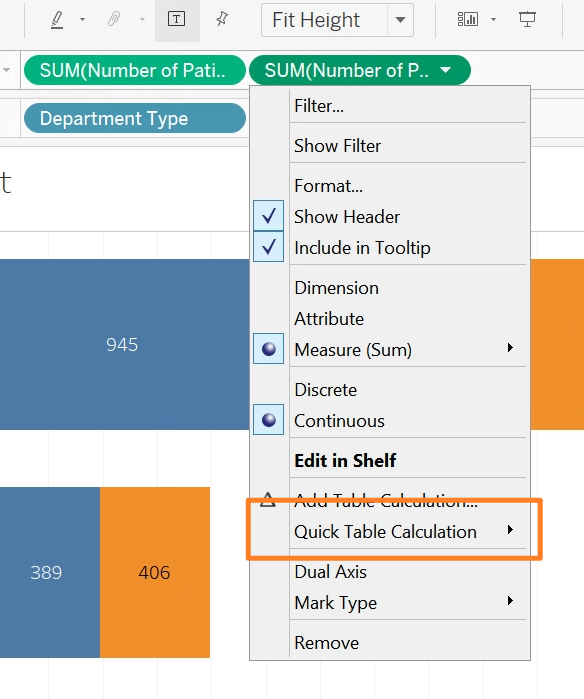 T
Fit Height
SUM(Number of Pati..
SUM(Number of P..
Department Type
t
Filter...
Show Filter
Format...
Show Header
Include in Tooltip
Dimension
Attribute
945
Measure (Sum)
Discrete
Continuous
Edit in Shelf
Add Table Calculation...
Quick Table Calculation
389
406
Dual Axis
Mark Type
Remove